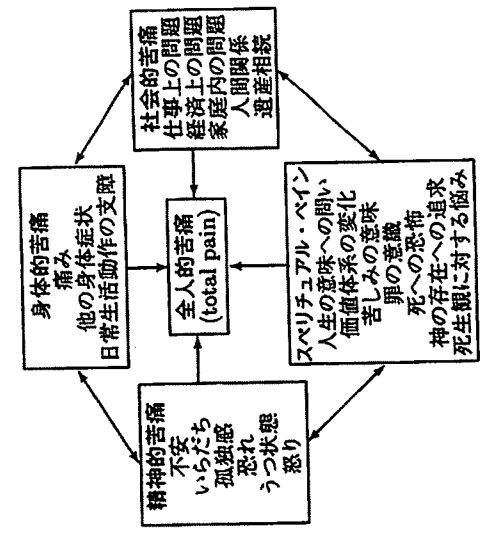 身体的苦痛
痛み
他の身体症状
日常生活動作の支障
精神的苦痛
不安
いらだち
孤独感
恐れ
うつ状態
怒り
全人的苦痛
(total pain)
社会的苦痛
仕事上の問題
経済上の問題
家庭内の問題
人間関係
遺産相続
スペリチュアル・ペイン
人生の意味への問い
価値体系の変化
苦しみの意味
罪の意識
死への恐怖
神の存在への追求
死生観に対する悩み